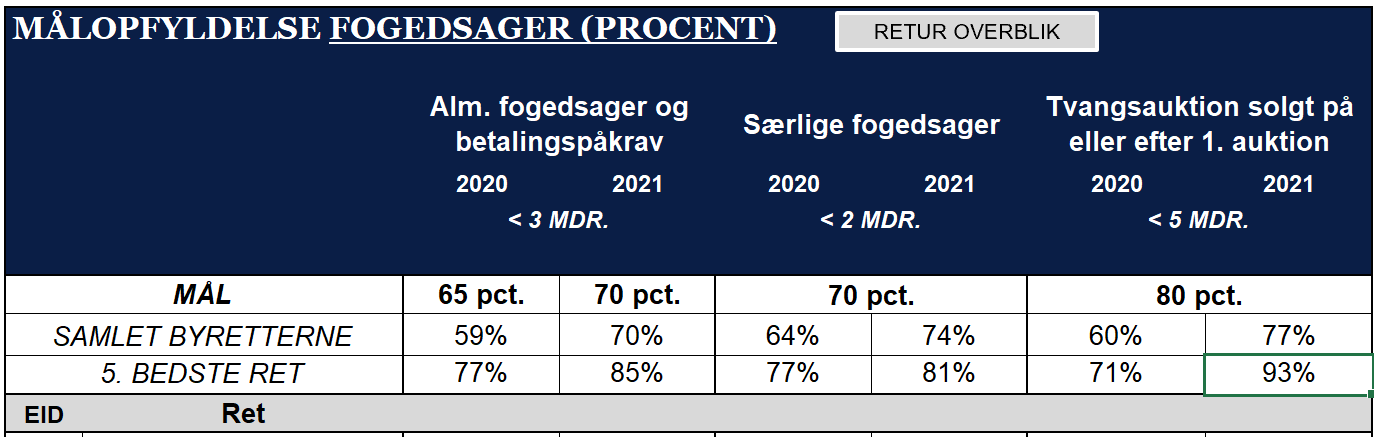 MÅLOPFYLDELSE FOGEDSAGER (PROCENT) RETUR OVERBLIK
Alm. fogedsager og betalingspåkrav Særlige fogedsager Tvangsauktion solgt på eller efter 1. auktion
2020 2021 2020 2021 2020 2021
< 3 MDR. < 2 MDR. < 5 MDR.
MÅL 65 pct. 70 pct. 70 pct. 80 pct.
SAMLET BYRETTERNE 59% 70% 64% 74% 60% 77%
5. BEDSTE RET 77% 85% 77% 81% 71% 93%
EID Ret